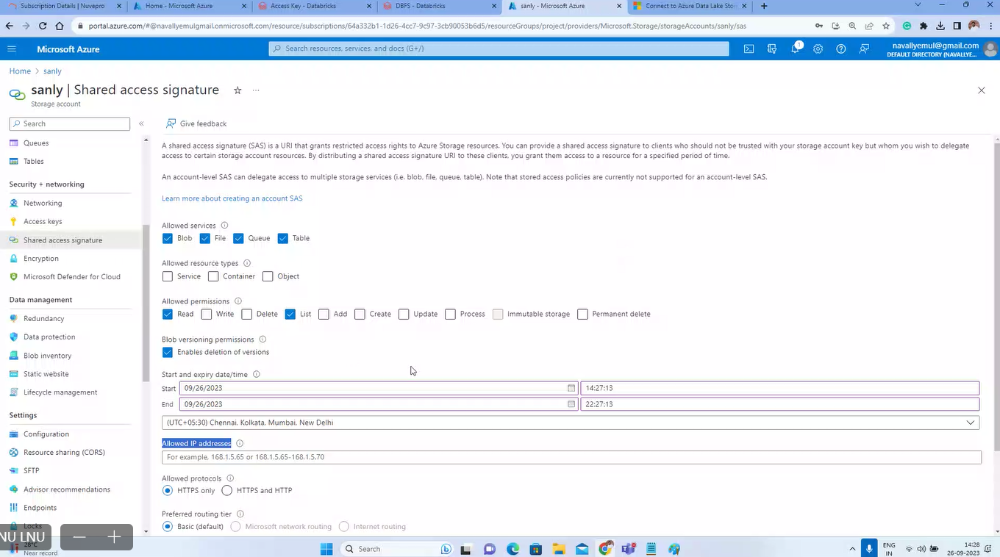 Subscription Details | Nuvepro
Home - Microsoft Azure
Access Key - Databricks
DBFS - Databricks
sanly - Microsoft Azure
Connect to Azure Data Lake Stor
portal.azure.com/#@navallyemulgmail.onmicrosoft.com/resource/subscriptions/64a332b1-1d26-4cc7-9c97-3cb90053b6d5/resourceGroups/project/providers/Microsoft.Storage/storageAccounts/sanly/sas
Microsoft Azure
Search resources, services, and docs (G+/)
1
navallyemul@gmail.com
DEFAULT DIRECTORY (NAVALLYE...
Home > sanly
sanly | Shared access signature
Storage account
Search
Give feedback
Queues
Tables
Security + networking
Networking
Access keys
Shared access signature
Encryption
Microsoft Defender for Cloud
Data management
Redundancy
Data protection
Blob inventory
Static website
Lifecycle management
Settings
Configuration
Resource sharing (CORS)
SFTP
Advisor recommendations
Endpoints
Locks
A shared access signature (SAS) is a URI that grants restricted access rights to Azure Storage resources. You can provide a shared access signature to clients who should not be trusted with your storage account key but whom you wish to delegate
access to certain storage account resources. By distributing a shared access signature URI to these clients, you grant them access to a resource for a specified period of time.
An account-level SAS can delegate access to multiple storage services (i.e. blob, file, queue, table). Note that stored access policies are currently not supported for an account-level SAS.
Learn more about creating an account SAS
Allowed services
Blob File Queue Table
Allowed resource types
Service Container Object
Allowed permissions
Read Write Delete List Add Create Update Process Immutable storage Permanent delete
Blob versioning permissions
Enables deletion of versions
Start and expiry date/time
Start 09/26/2023 14:27:13
End 09/26/2023 22:27:13
(UTC+05:30) Chennai, Kolkata, Mumbai, New Delhi
Allowed IP addresses
For example, 168.1.5.65 or 168.1.5.65-168.1.5.70
Allowed protocols
HTTPS only HTTPS and HTTP
Preferred routing tier
Basic (default) Microsoft network routing Internet routing
NU LNU
28°C
Near record
Search
ENG
IN
14:28
26-09-2023